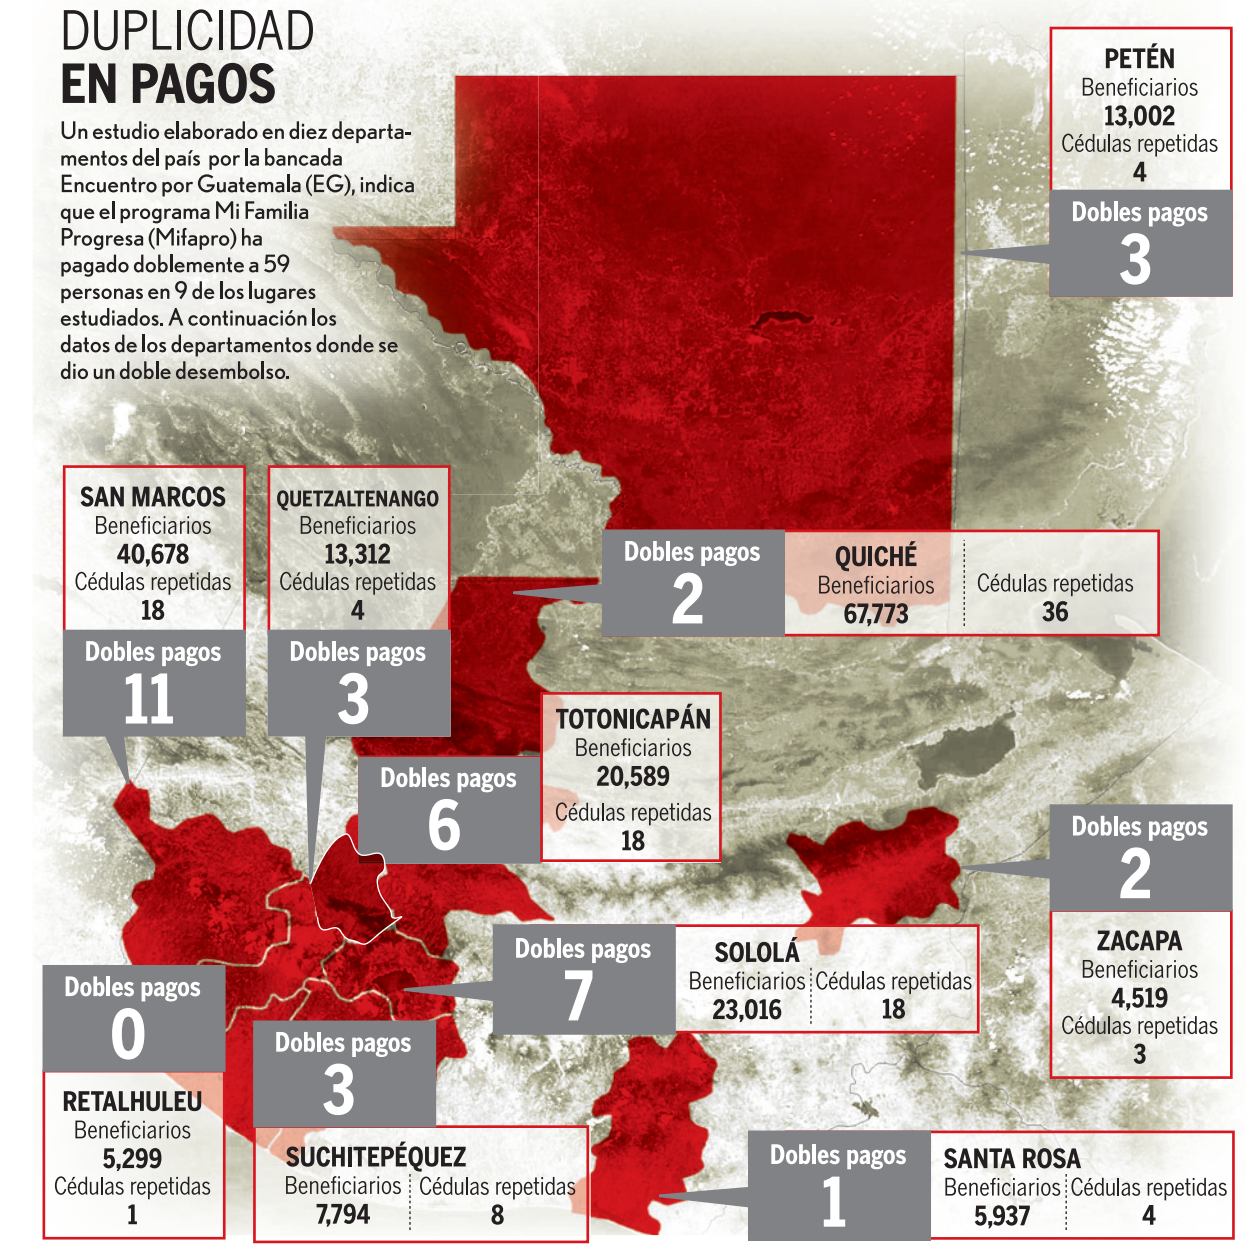 DUPLICIDAD
EN PAGOS
Un estudio elaborado en diez departa-
mentos del país por la bancada
Encuentro por Guatemala (EG), indica
que el programa Mi Familia
Progresa (Mifapro) ha
pagado doblemente a 59
personas en 9 de los lugares
estudiados. A continuación los
datos de los departamentos donde se
dio un doble desembolso.
PETÉN
Beneficiarios
13,002
Cédulas repetidas
4
Dobles pagos
3
SAN MARCOS
Beneficiarios
40,678
Cédulas repetidas
18
Dobles pagos
11
QUETZALTENANGO
Beneficiarios
13,312
Cédulas repetidas
4
Dobles pagos
3
Dobles pagos
2
QUICHÉ
Beneficiarios
67,773
Cédulas repetidas
36
TOTONICAPÁN
Beneficiarios
20,589
Cédulas repetidas
18
Dobles pagos
6
Dobles pagos
2
ZACAPA
Beneficiarios
4,519
Cédulas repetidas
3
Dobles pagos
7
SOLOLÁ
Beneficiarios
23,016
Cédulas repetidas
18
Dobles pagos
0
RETALHULEU
Beneficiarios
5,299
Cédulas repetidas
1
Dobles pagos
3
SUCHITEPÉQUEZ
Beneficiarios
7,794
Cédulas repetidas
8
Dobles pagos
1
SANTA ROSA
Beneficiarios
5,937
Cédulas repetidas
4